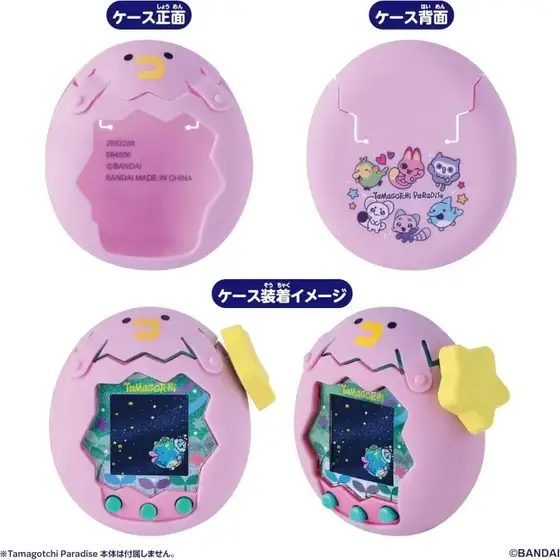 ケース正面
しょうめん
ケース背面
はいめん
2852288
594506
©BANDAI
BANDAI MADE IN CHINA
TamaGotchi PaRadise
ケース装着イメージ
そうちゃく
TamaGoTchi
TamaGoTchi
※Tamagotchi Paradise 本体は付属しません。
©BANDAI